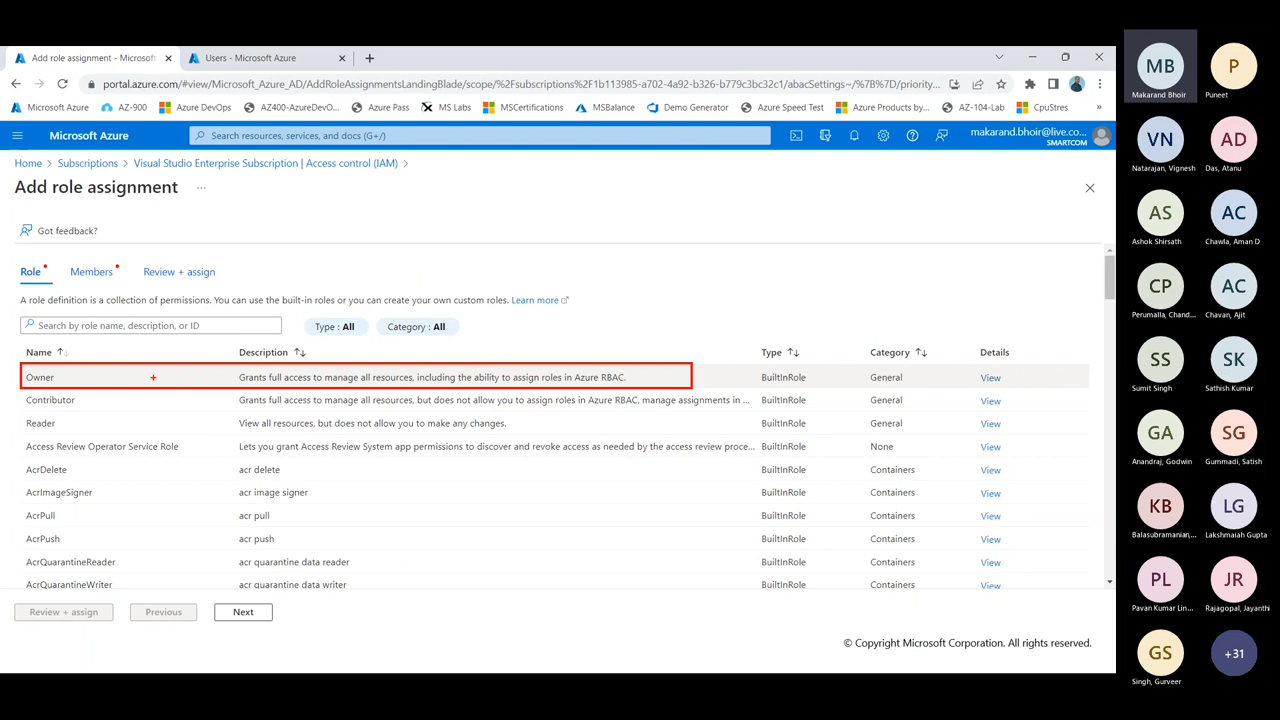 Add role assignment - Microsof
Users - Microsoft Azure
portal.azure.com/#view/Microsoft_Azure_AD/AddRoleAssignmentsLandingBlade/scope/%2Fsubscriptions%2F1b113985-a702-4a92-b326-b779c3bc32c1/abacSettings~/%7B%7D/priority...
Microsoft Azure
AZ-900
Azure DevOps
AZ400-AzureDevO...
Azure Pass
MS Labs
MSCertifications
MSBalance
Demo Generator
Azure Speed Test
Azure Products by...
AZ-104-Lab
CpuStres
»
Microsoft Azure
Search resources, services, and docs (G+/)
makarand.bhoir@live.co...
SMARTCOM
Home > Subscriptions > Visual Studio Enterprise Subscription | Access control (IAM) >
Add role assignment ...
Got feedback?
Role Members Review + assign
A role definition is a collection of permissions. You can use the built-in roles or you can create your own custom roles. Learn more
Search by role name, description, or ID
Type : All
Category : All
Name Description Type Category Details
Owner Grants full access to manage all resources, including the ability to assign roles in Azure RBAC. BuiltInRole General View
Contributor Grants full access to manage all resources, but does not allow you to assign roles in Azure RBAC, manage assignments in ... BuiltInRole General View
Reader View all resources, but does not allow you to make any changes. BuiltInRole General View
Access Review Operator Service Role Lets you grant Access Review System app permissions to discover and revoke access as needed by the access review proce... BuiltInRole None View
AcrDelete acr delete BuiltInRole Containers View
AcrImageSigner acr image signer BuiltInRole Containers View
AcrPull acr pull BuiltInRole Containers View
AcrPush acr push BuiltInRole Containers View
AcrQuarantineReader acr quarantine data reader BuiltInRole Containers View
AcrQuarantineWriter acr quarantine data writer BuiltInRole Containers View
Review + assign
Previous
Next
© Copyright Microsoft Corporation. All rights reserved.
MB
Makarand Bhoir
P
Puneet
VN
Natarajan, Vignesh
AD
Das, Atanu
AS
Ashok Shirsath
AC
Chawla, Aman D
CP
Perumalla, Chand...
AC
Chavan, Ajit
SS
Sumit Singh
SK
Sathish Kumar
GA
Anandraj, Godwin
SG
Gummadi, Satish
KB
Balasubramanian,...
LG
Lakshmaiah Gupta
PL
Pavan Kumar Lin...
JR
Rajagopal, Jayanthi
GS
Singh, Gurveer
+31